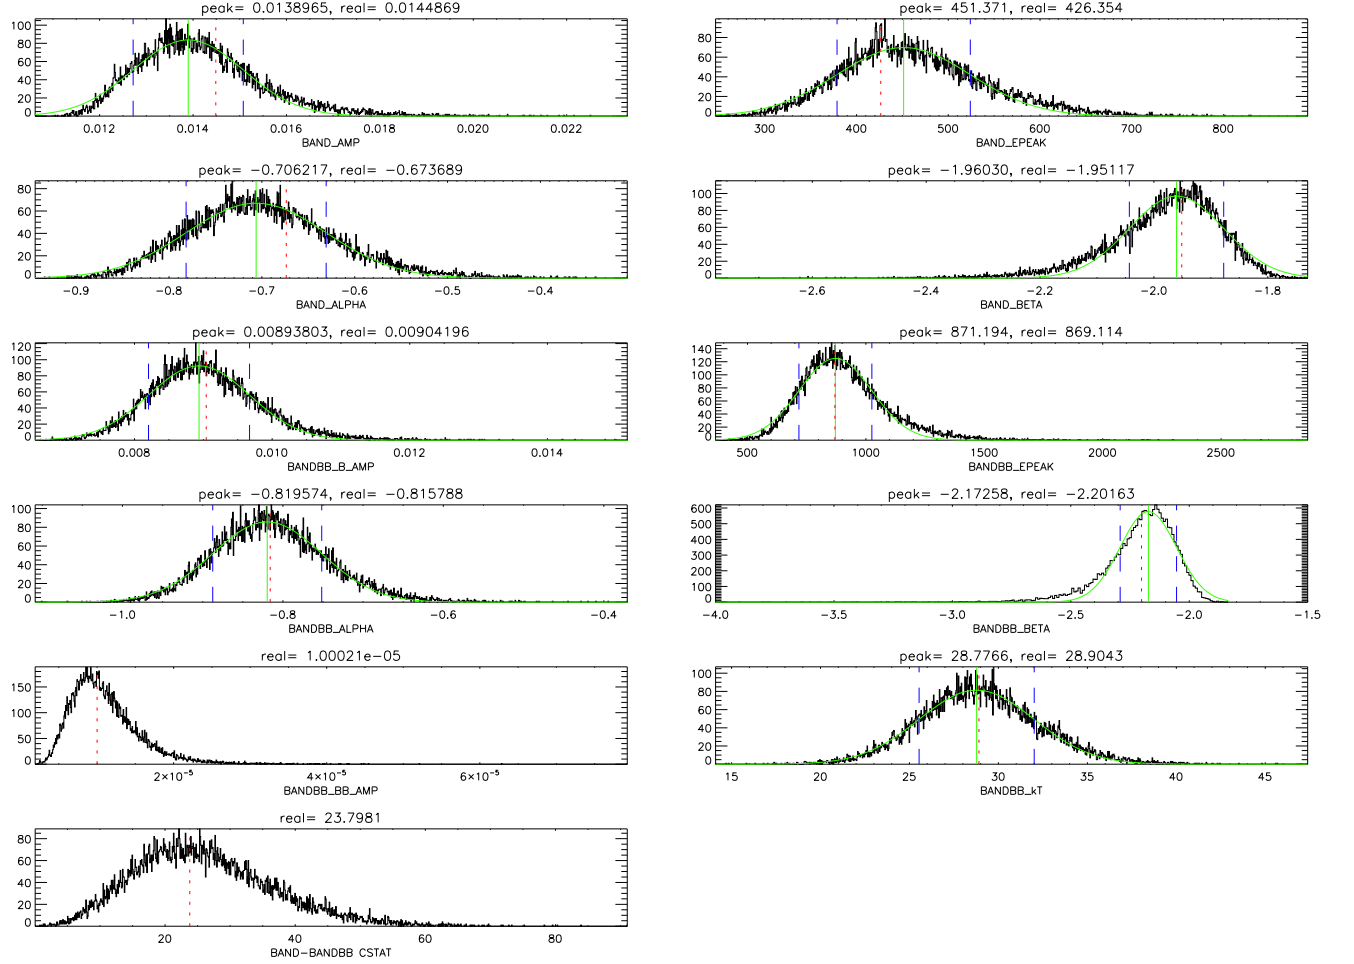 peak= 0.0138965, real= 0.0144869
100
80
60
40
20
0
0.012 0.014 0.016 0.018 0.020 0.022
BAND_AMP
peak= 451.371, real= 426.354
80
60
40
20
0
300 400 500 600 700 800
BAND_EPEAK
peak= -0.706217, real= -0.673689
80
60
40
20
0
-0.9 -0.8 -0.7 -0.6 -0.5 -0.4
BAND_ALPHA
peak= -1.96030, real= -1.95117
100
80
60
40
20
0
-2.6 -2.4 -2.2 -2.0 -1.8
BAND_BETA
peak= 0.00893803, real= 0.00904196
120
100
80
60
40
20
0
0.008 0.010 0.012 0.014
BANDBB_B_AMP
peak= 871.194, real= 869.114
140
120
100
80
60
40
20
0
500 1000 1500 2000 2500
BANDBB_EPEAK
peak= -0.819574, real= -0.815788
100
80
60
40
20
0
-1.0 -0.8 -0.6 -0.4
BANDBB_ALPHA
peak= -2.17258, real= -2.20163
600
500
400
300
200
100
0
-4.0 -3.5 -3.0 -2.5 -2.0 -1.5
BANDBB_BETA
real= 1.00021e-05
150
100
50
0
2×10⁻⁵ 4×10⁻⁵ 6×10⁻⁵
BANDBB_BB_AMP
peak= 28.7766, real= 28.9043
100
80
60
40
20
0
15 20 25 30 35 40 45
BANDBB_kT
real= 23.7981
80
60
40
20
0
20 40 60 80
BAND-BANDBB CSTAT